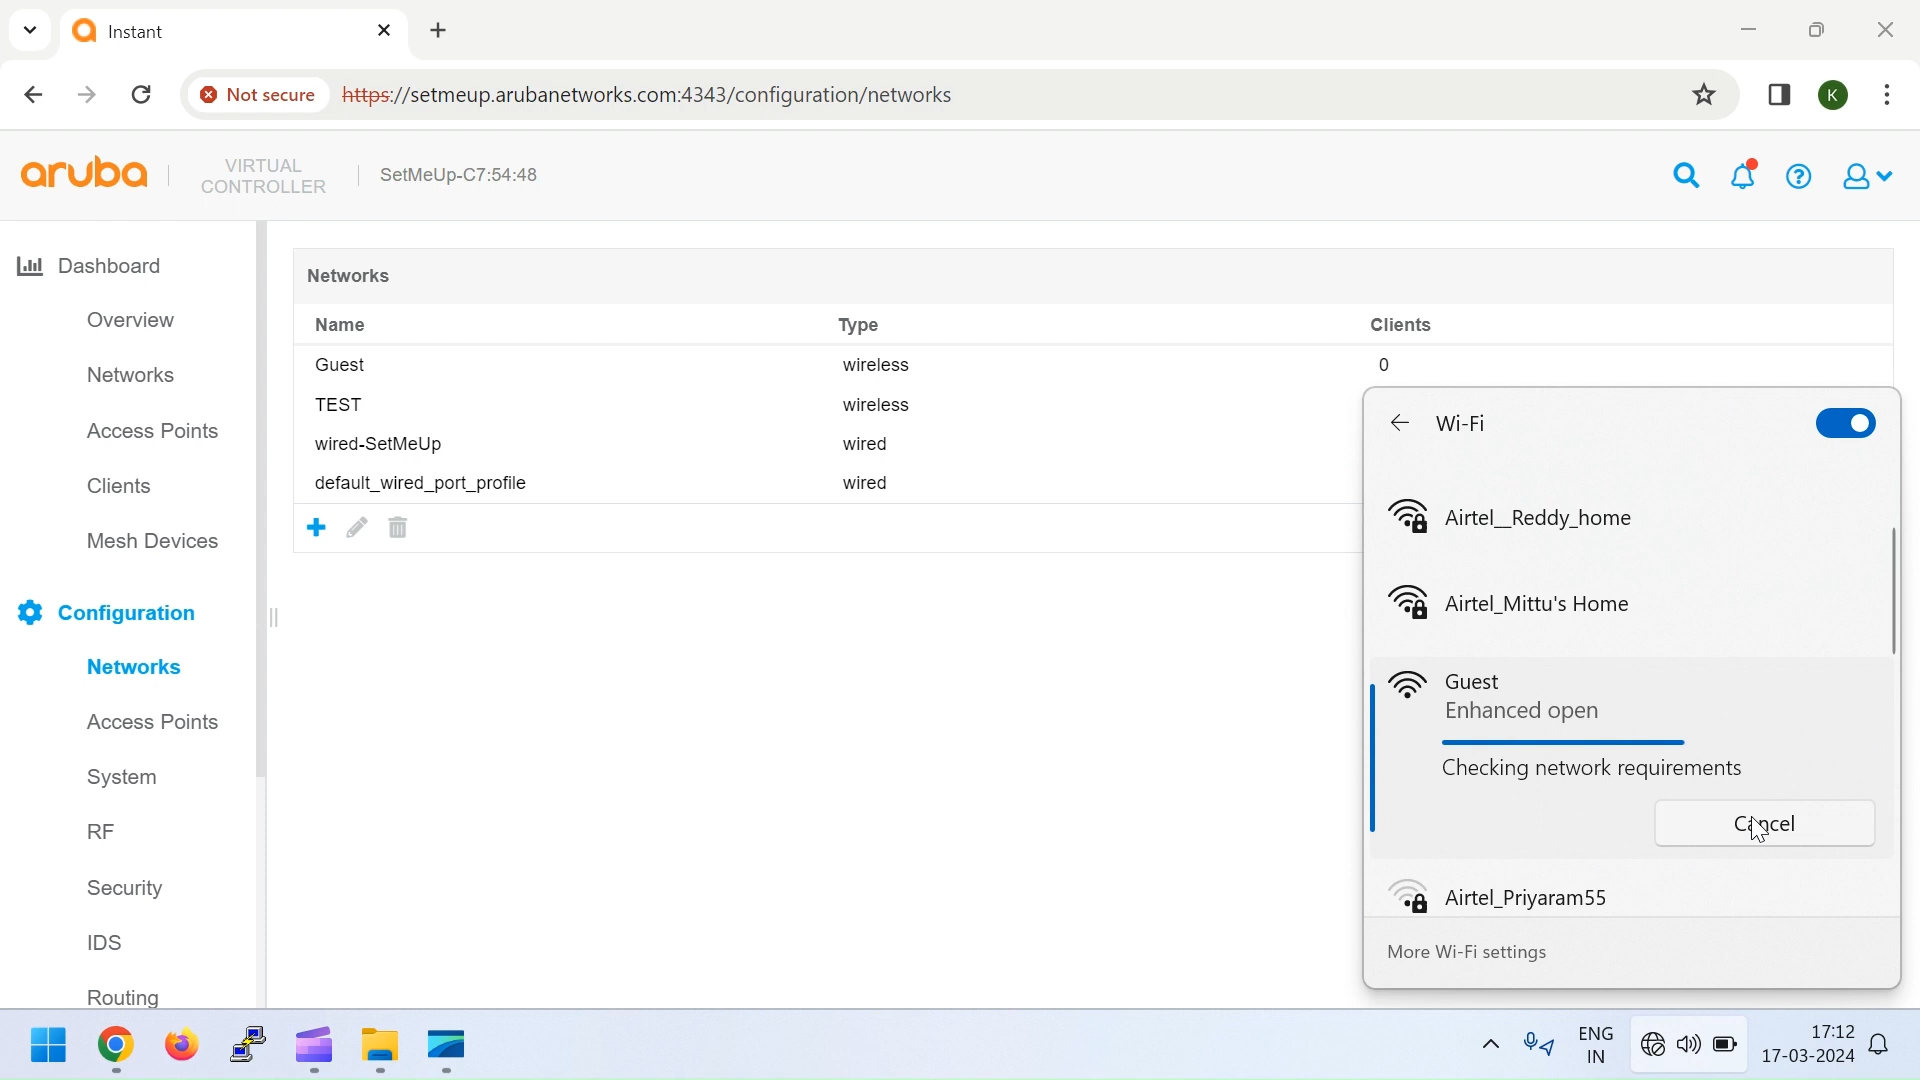 Instant
Not secure https://setmeup.arubanetworks.com:4343/configuration/networks
K
aruba
VIRTUAL
CONTROLLER
SetMeUp-C7:54:48
Dashboard
Overview
Networks
Access Points
Clients
Mesh Devices
Configuration
Networks
Access Points
System
RF
Security
IDS
Routing
Networks
Name Type Clients
Guest wireless 0
TEST wireless
wired-SetMeUp wired
default_wired_port_profile wired
Wi-Fi
Airtel__Reddy_home
Airtel_Mittu's Home
Guest
Enhanced open
Checking network requirements
Cancel
Airtel_Priyaram55
More Wi-Fi settings
ENG
IN
17:12
17-03-2024